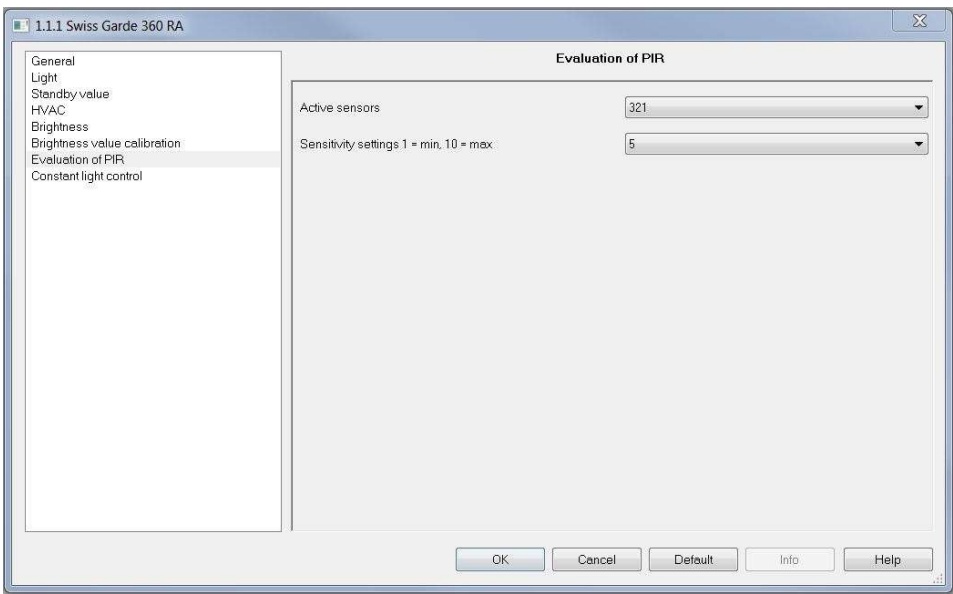 1.1.1 Swiss Garde 360 RA
General
Light
Standby value
HVAC
Brightness
Brightness value calibration
Evaluation of PIR
Constant light control
Evaluation of PIR
Active sensors 321
Sensitivity settings 1 = min, 10 = max 5
OK Cancel Default Info Help